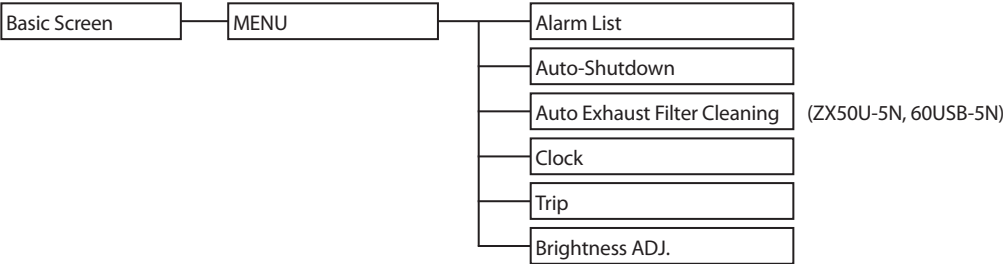 Basic Screen
MENU
Alarm List
Auto-Shutdown
Auto Exhaust Filter Cleaning (ZX50U-5N, 60USB-5N)
Clock
Trip
Brightness ADJ.